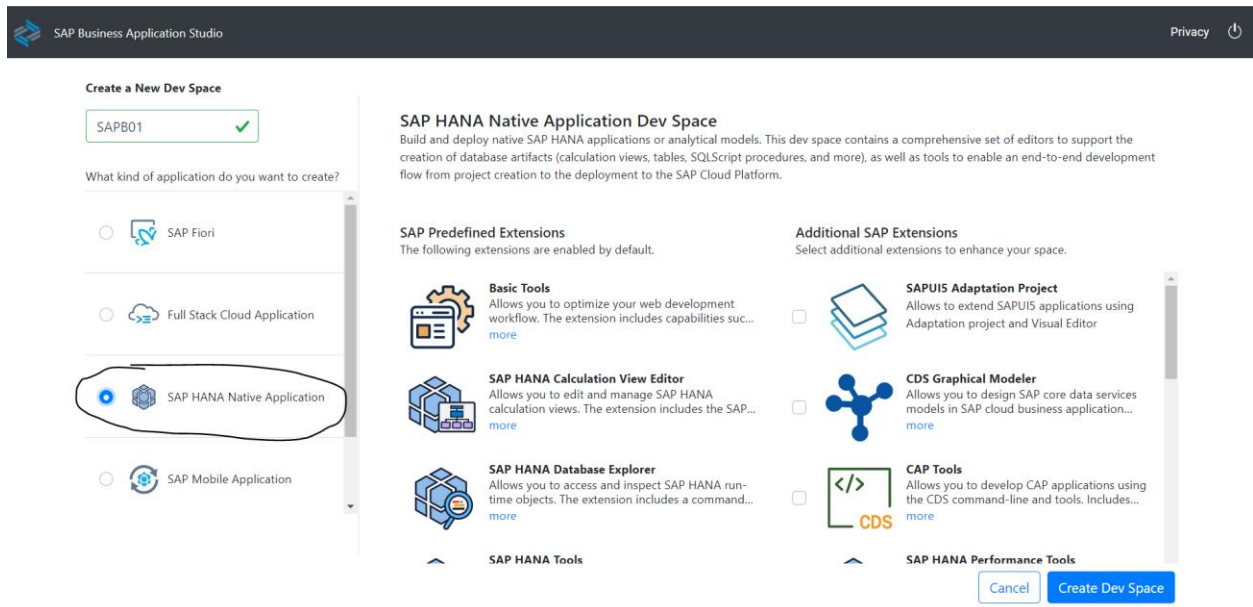 SAP Business Application Studio
Privacy
Create a New Dev Space
SAPB01
What kind of application do you want to create?
SAP Fiori
Full Stack Cloud Application
SAP HANA Native Application
SAP Mobile Application
SAP HANA Native Application Dev Space
Build and deploy native SAP HANA applications or analytical models. This dev space contains a comprehensive set of editors to support the
creation of database artifacts (calculation views, tables, SQLScript procedures, and more), as well as tools to enable an end-to-end development
flow from project creation to the deployment to the SAP Cloud Platform.
SAP Predefined Extensions
The following extensions are enabled by default.
Basic Tools
Allows you to optimize your web development
workflow. The extension includes capabilities suc...
more
SAP HANA Calculation View Editor
Allows you to edit and manage SAP HANA
calculation views. The extension includes the SAP...
more
SAP HANA Database Explorer
Allows you to access and inspect SAP HANA run-
time objects. The extension includes a command...
more
SAP HANA Tools
Additional SAP Extensions
Select additional extensions to enhance your space.
SAPUI5 Adaptation Project
Allows to extend SAPUI5 applications using
Adaptation project and Visual Editor
CDS Graphical Modeler
Allows you to design SAP core data services
models in SAP cloud business application...
more
</>
CDS
CAP Tools
Allows you to develop CAP applications using
the CDS command-line and tools. Includes...
more
SAP HANA Performance Tools
Cancel
Create Dev Space